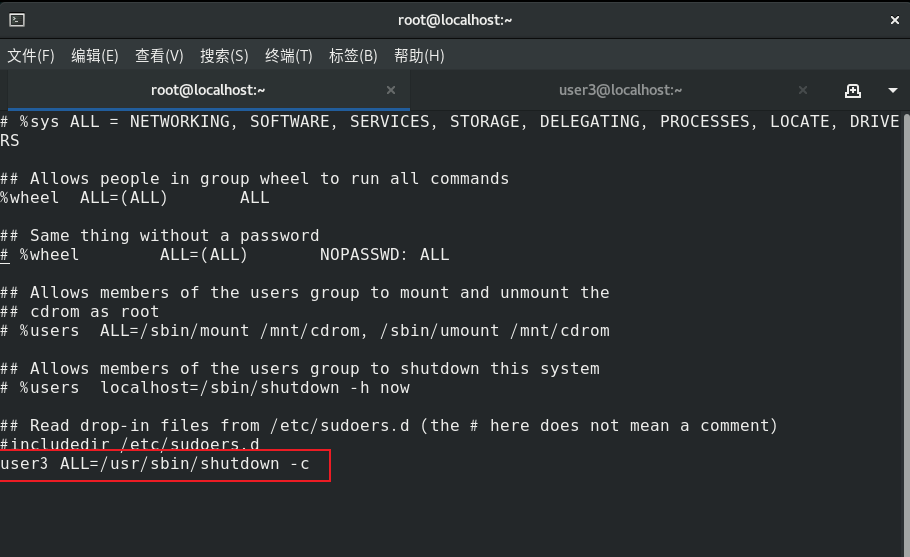 root@localhost:~
文件(F) 编辑(E) 查看(V) 搜索(S) 终端(T) 标签(B) 帮助(H)
root@localhost:~ user3@localhost:~
# %sys ALL = NETWORKING, SOFTWARE, SERVICES, STORAGE, DELEGATING, PROCESSES, LOCATE, DRIVE
RS
## Allows people in group wheel to run all commands
%wheel  ALL=(ALL)       ALL
## Same thing without a password
# %wheel        ALL=(ALL)       NOPASSWD: ALL
## Allows members of the users group to mount and unmount the
## cdrom as root
# %users  ALL=/sbin/mount /mnt/cdrom, /sbin/umount /mnt/cdrom
## Allows members of the users group to shutdown this system
# %users  localhost=/sbin/shutdown -h now
## Read drop-in files from /etc/sudoers.d (the # here does not mean a comment)
#includedir /etc/sudoers.d
user3 ALL=/usr/sbin/shutdown -c